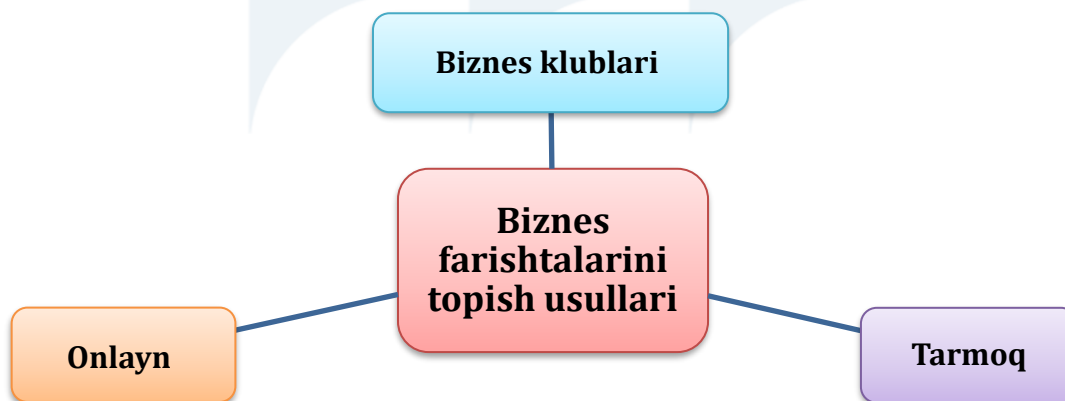 Biznes klublari
Biznes
farishtalarini
topish usullari
Onlayn
Tarmoq